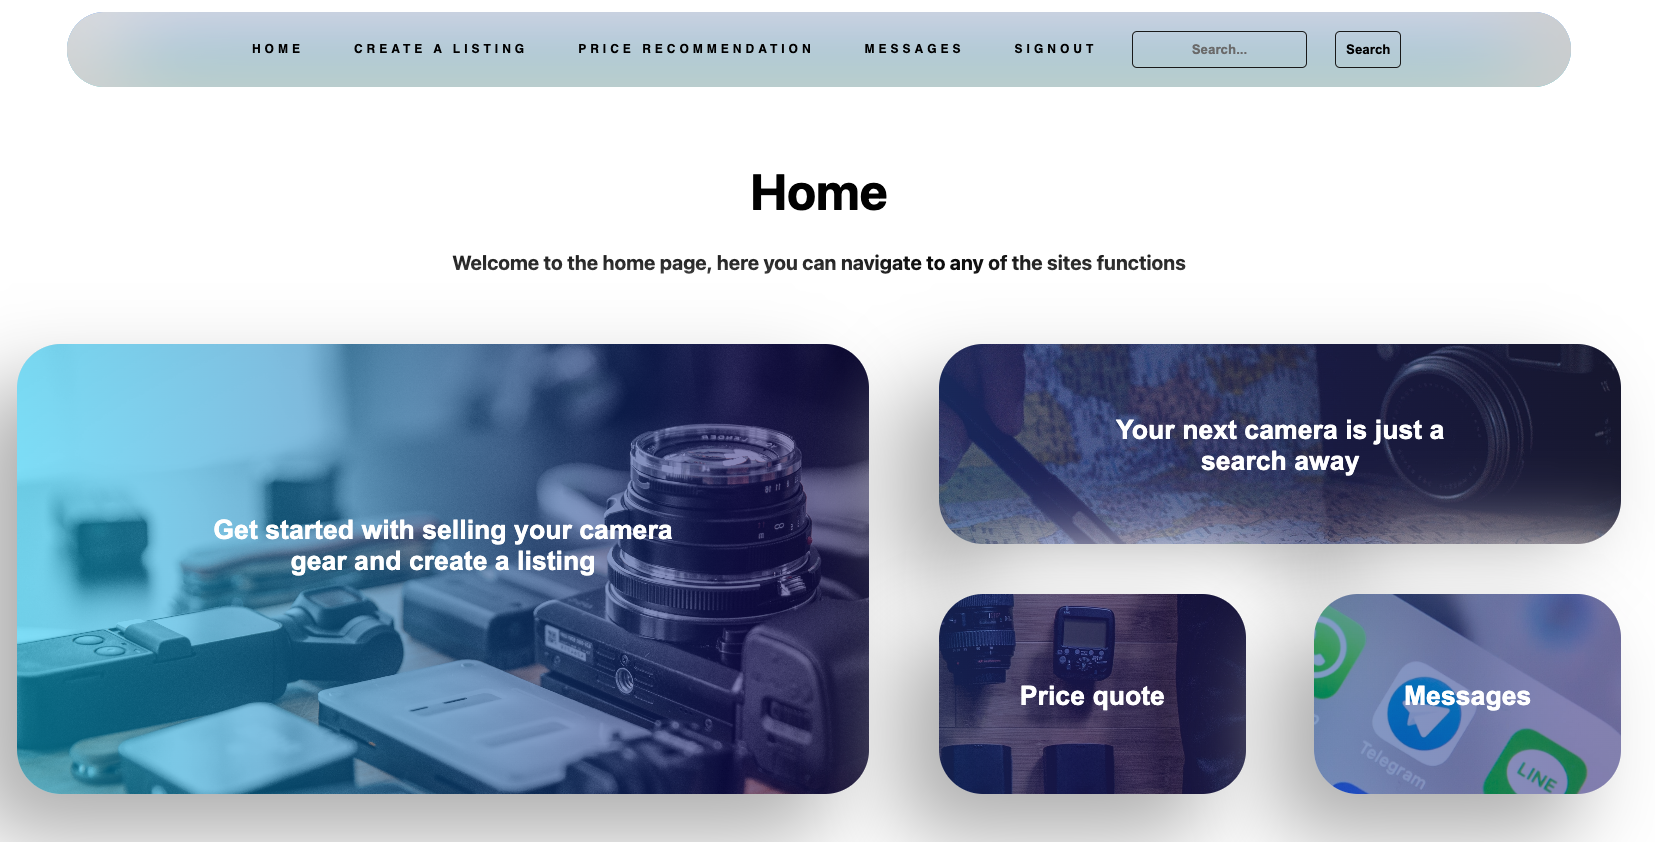 HOME CREATE A LISTING PRICE RECOMMENDATION MESSAGES SIGNOUT Search... Search
Home
Welcome to the home page, here you can navigate to any of the sites functions
Get started with selling your camera
gear and create a listing
Your next camera is just a
search away
Price quote
Messages
Telegram
LINE